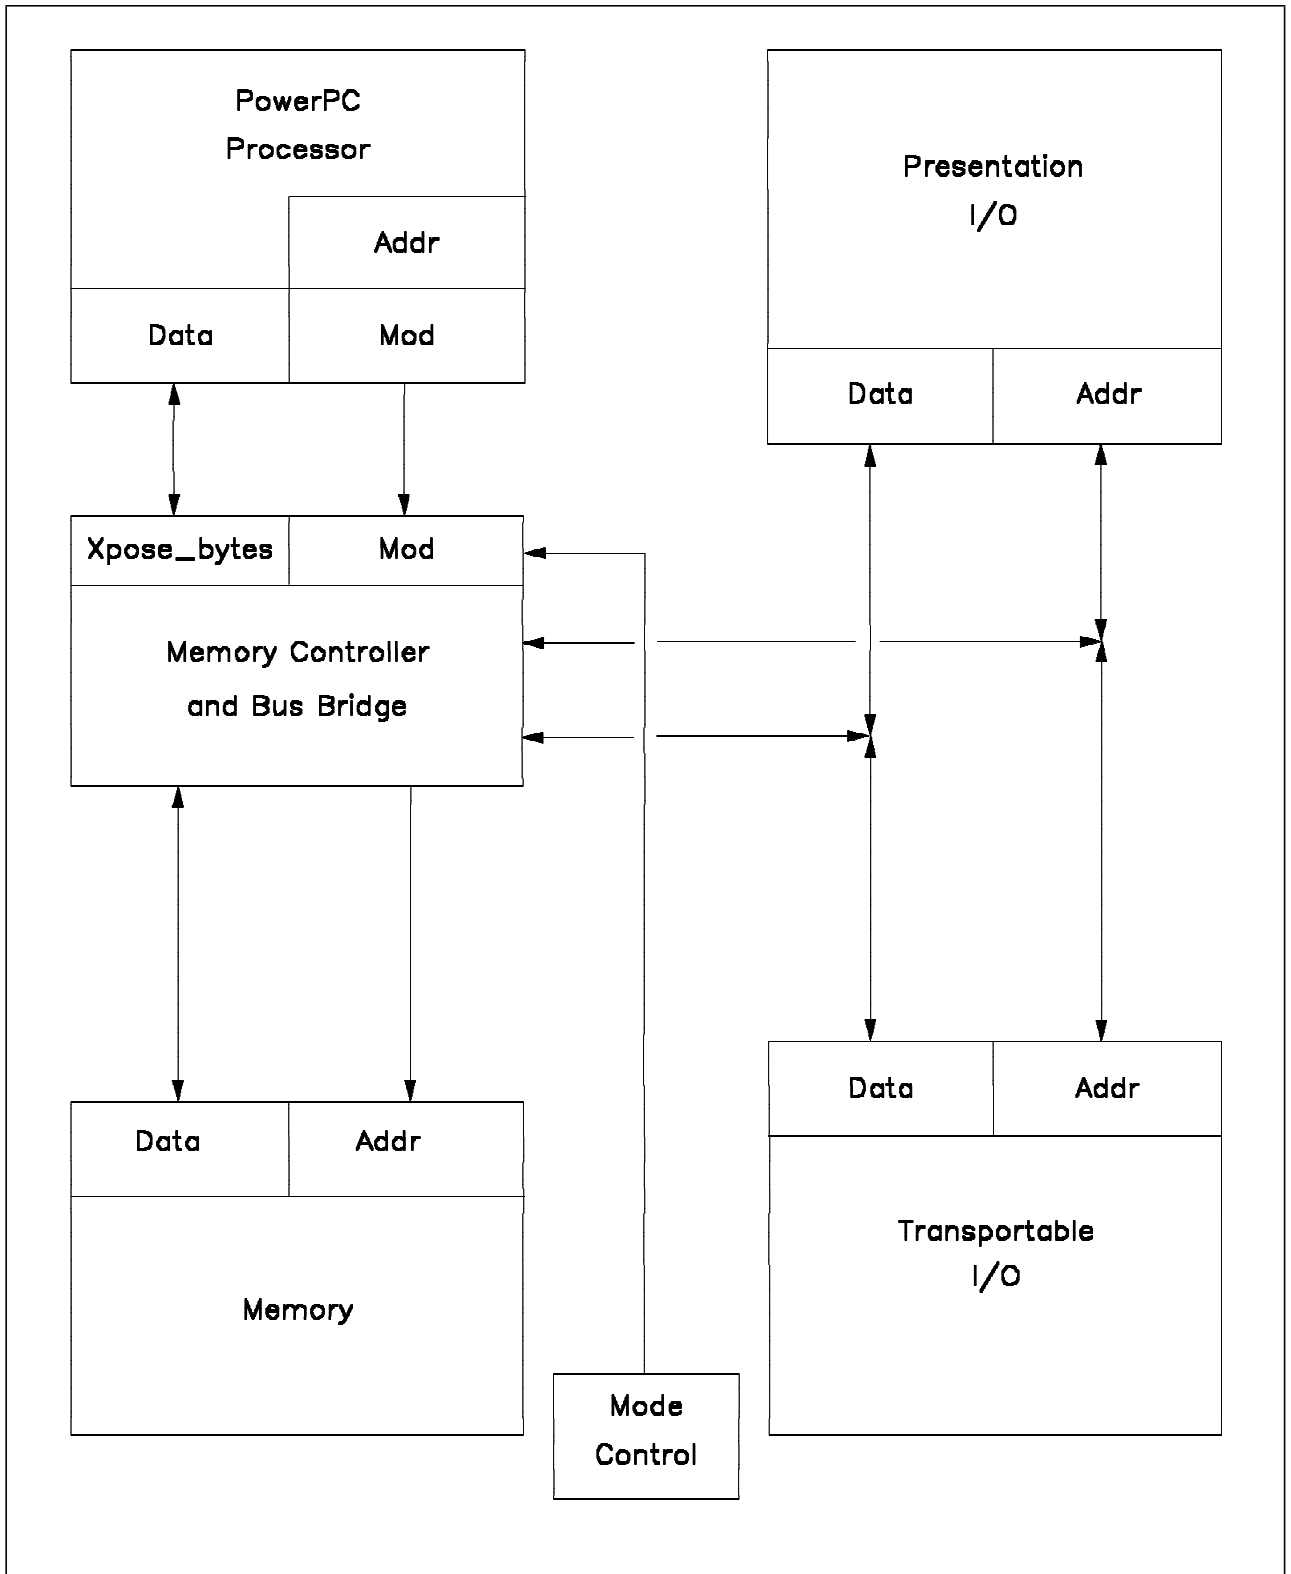 PowerPC
Processor
Addr
Data
Mod
Presentation
I/O
Data
Addr
Xpose_bytes
Mod
Memory Controller
and Bus Bridge
Data
Addr
Memory
Data
Addr
Transportable
I/O
Mode
Control